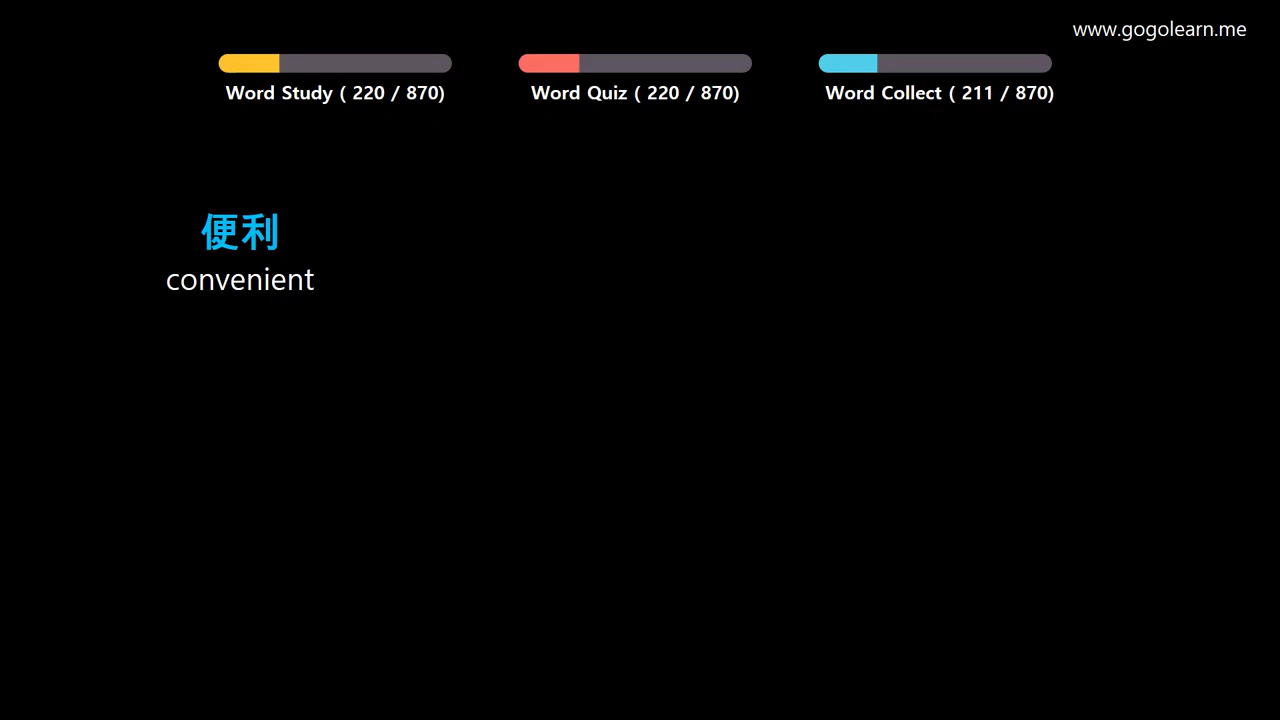 www.gogolearn.me
Word Study ( 220 / 870)
Word Quiz ( 220 / 870)
Word Collect ( 211 / 870)
便利
convenient